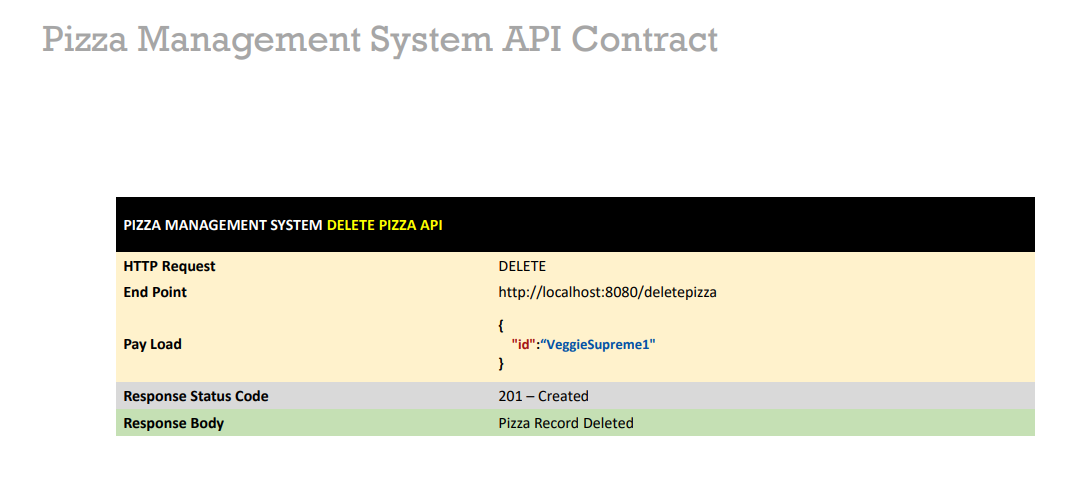 Pizza Management System API Contract
PIZZA MANAGEMENT SYSTEM DELETE PIZZA API
HTTP Request DELETE
End Point http://localhost:8080/deletepizza
{
Pay Load "id":“VeggieSupreme1"
}
Response Status Code 201 – Created
Response Body Pizza Record Deleted